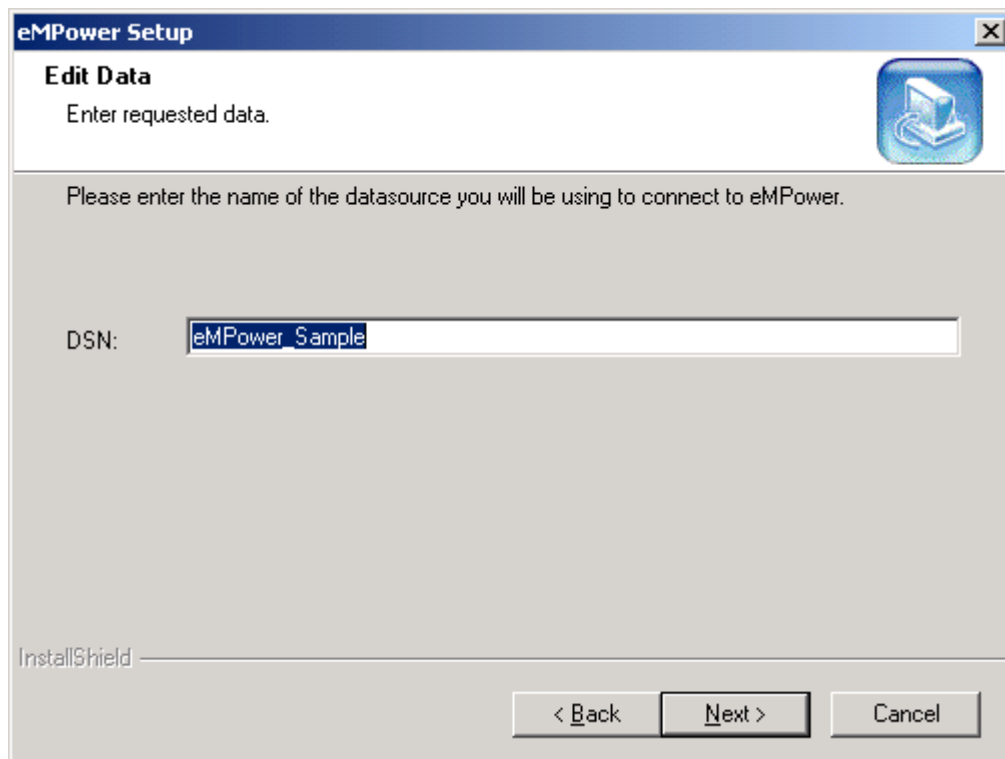 eMPower Setup
Edit Data
Enter requested data.
Please enter the name of the datasource you will be using to connect to eMPower.
DSN: eMPower_Sample
InstallShield
< Back Next > Cancel